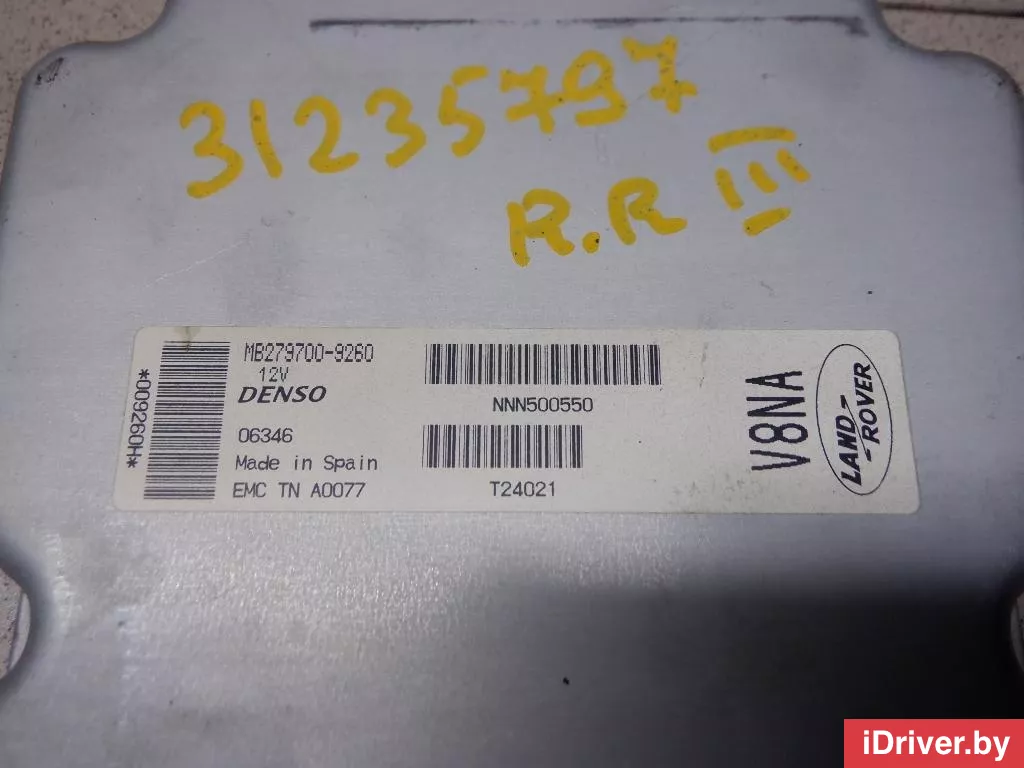 31235797
R.R III
*H09260*
MB279700-9260
12V
DENSO
06346
Made in Spain
EMC TN A0077
NNN500550
T24021
V8NA
LAND-
-ROVER
iDriver.by